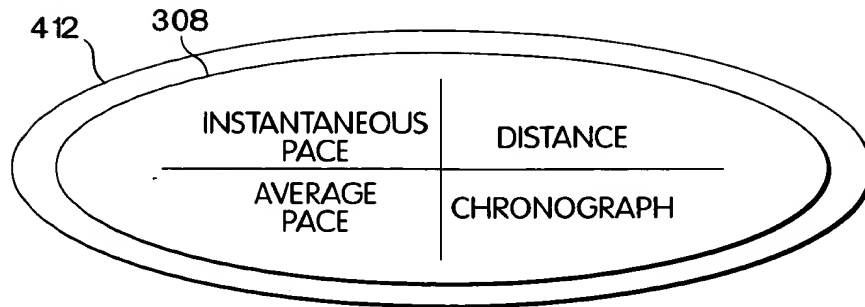 412
308
INSTANTANEOUS
PACE
DISTANCE
AVERAGE
PACE
CHRONOGRAPH